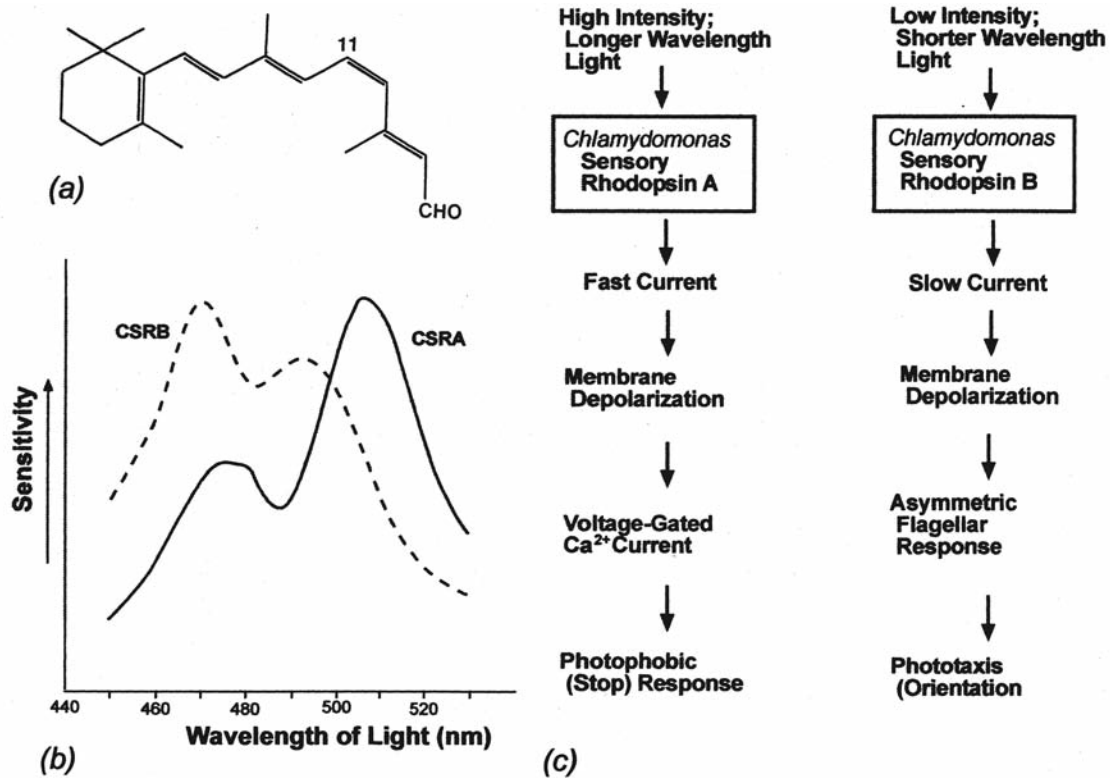 11
CHO
(a)
CSRB
CSRA
Sensitivity
440 460 480 500 520
Wavelength of Light (nm)
(b)
High Intensity;
Longer Wavelength
Light
Chlamydomonas
Sensory
Rhodopsin A
Fast Current
Membrane
Depolarization
Voltage-Gated
Ca²⁺ Current
Photophobic
(Stop) Response
Low Intensity;
Shorter Wavelength
Light
Chlamydomonas
Sensory
Rhodopsin B
Slow Current
Membrane
Depolarization
Asymmetric
Flagellar
Response
Phototaxis
(Orientation
(c)